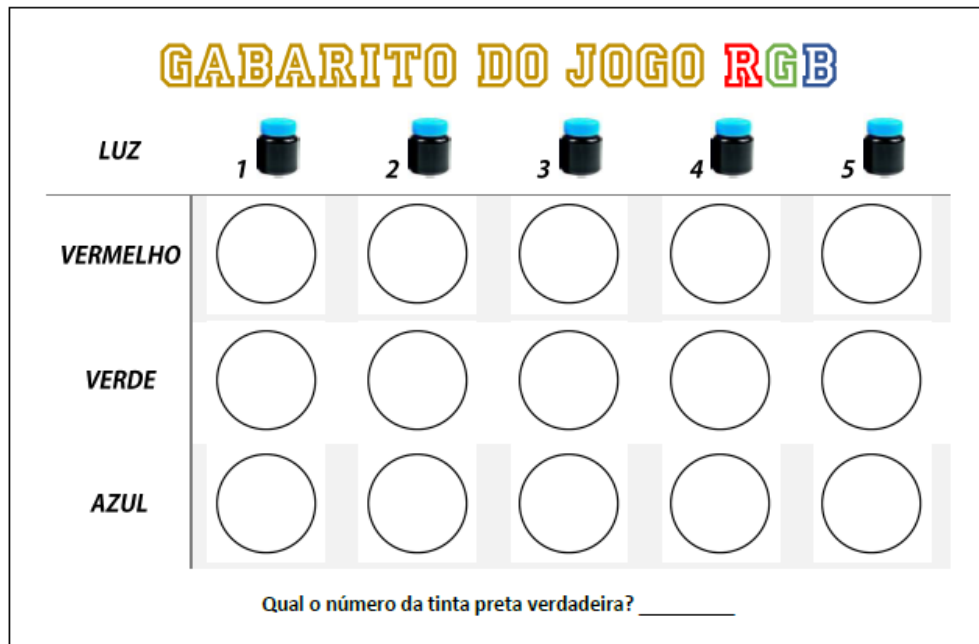 GABARITO DO JOGO RGB
LUZ 1 2 3 4 5
VERMELHO
VERDE
AZUL
Qual o número da tinta preta verdadeira? __________